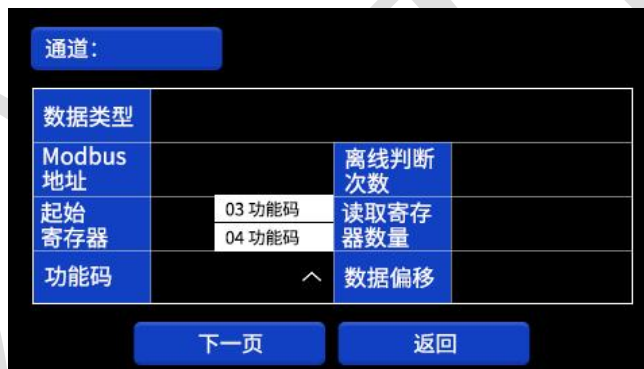 通道：
数据类型
Modbus
地址
离线判断
次数
起始
寄存器
03 功能码
04 功能码
读取寄存
器数量
功能码
数据偏移
下一页
返回